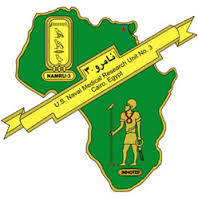 NAMRU-3
نامرو-٣
U.S. Naval Medical Research Unit No. 3
Cairo, Egypt
IMHOTEP